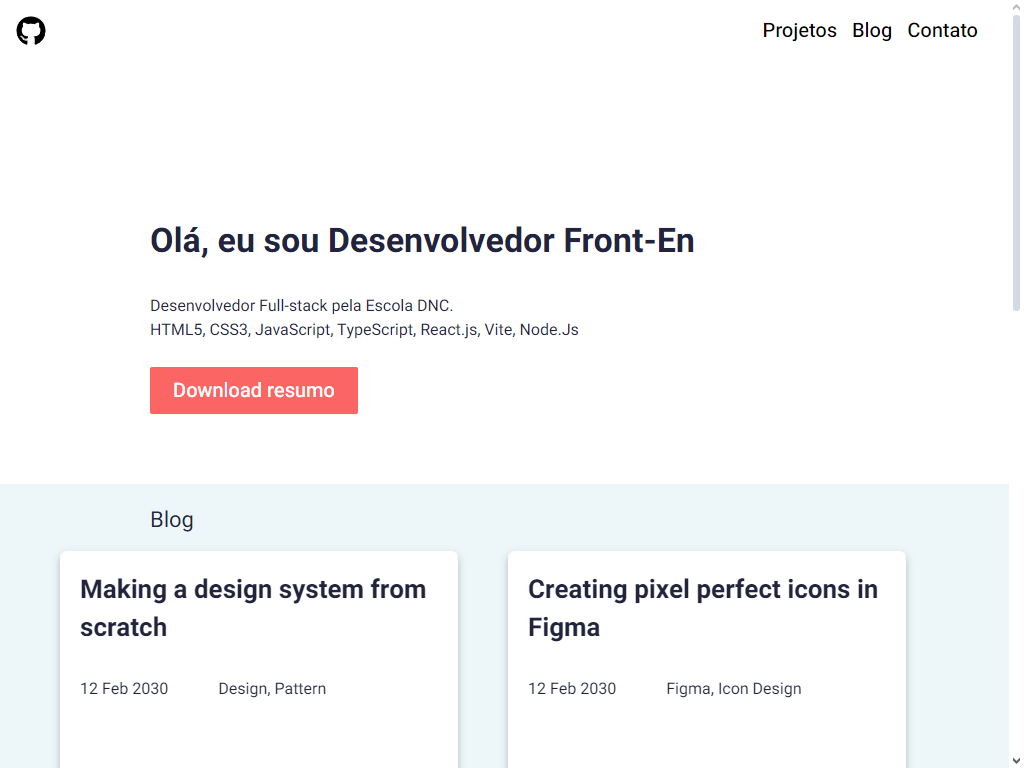 Projetos Blog Contato
Olá, eu sou Desenvolvedor Front-En
Desenvolvedor Full-stack pela Escola DNC.
HTML5, CSS3, JavaScript, TypeScript, React.js, Vite, Node.Js
Download resumo
Blog
Making a design system from
scratch
12 Feb 2030 Design, Pattern
Creating pixel perfect icons in
Figma
12 Feb 2030 Figma, Icon Design